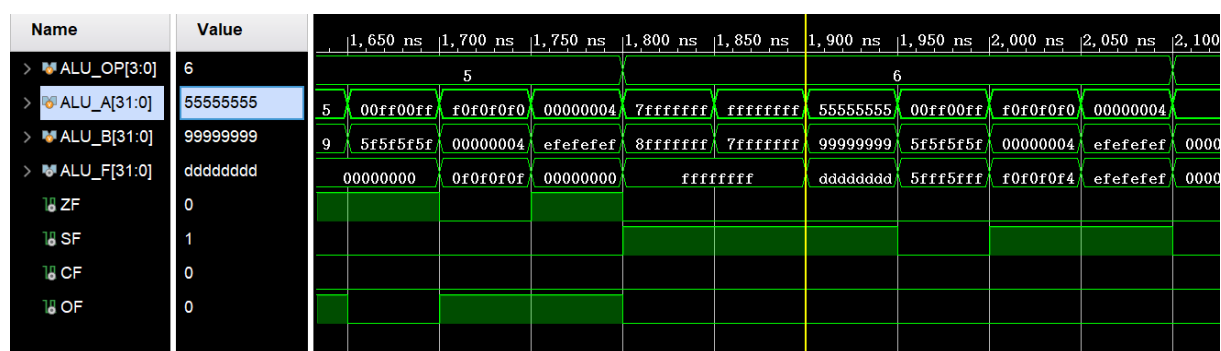 Name Value 1,650 ns 1,700 ns 1,750 ns 1,800 ns 1,850 ns 1,900 ns 1,950 ns 2,000 ns 2,050 ns 2,100
ALU_OP[3:0] 6 5 6
ALU_A[31:0] 55555555 5 00ff00ff f0f0f0f0 00000004 7fffffff ffffffff 55555555 00ff00ff f0f0f0f0 00000004
ALU_B[31:0] 99999999 9 5f5f5f5f 00000004 efefefef 8fffffff 7fffffff 99999999 5f5f5f5f 00000004 efefefef 0000
ALU_F[31:0] dddddddd 00000000 0f0f0f0f 00000000 ffffffff dddddddd 5fff5fff f0f0f0f4 efefefef 0000
ZF 0
SF 1
CF 0
OF 0